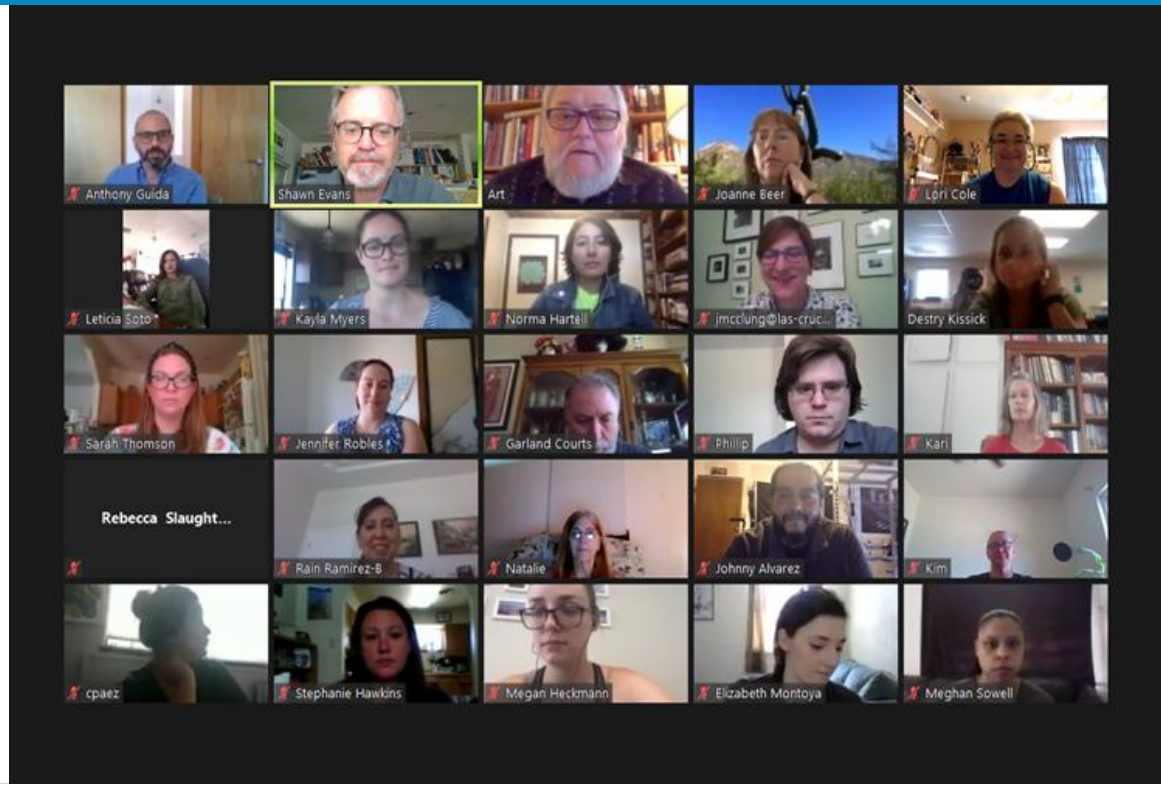 Anthony Guida
Shawn Evans
Art
Joanne Beer
Lori Cole
Leticia Soto
Kayla Myers
Norma Hartell
jmcclung@las-cruc...
Destry Kissick
Sarah Thomson
Jennifer Robles
Garland Courts
Phillip
Kari
Rebecca Slaught...
Rain Ramirez-B
Natalie
Johnny Alvarez
Kim
cpaez
Stephanie Hawkins
Megan Heckmann
Elizabeth Montoya
Meghan Sowell